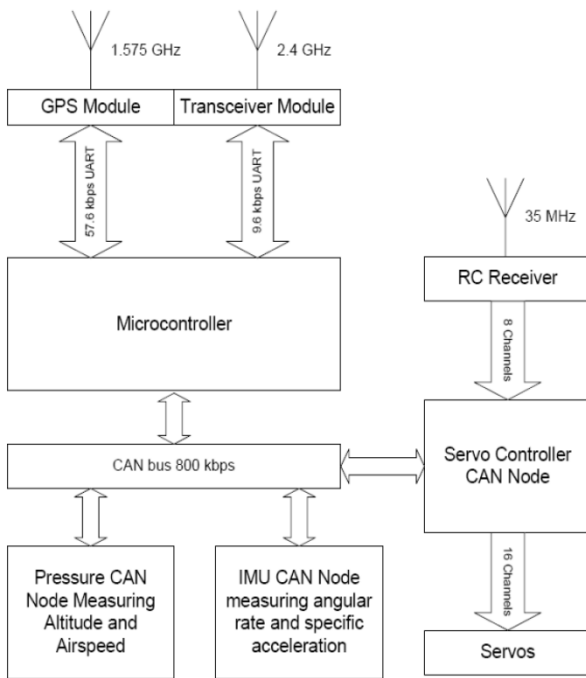 1.575 GHz
2.4 GHz
GPS Module
Transceiver Module
57.6 kbps UART
9.6 kbps UART
35 MHz
RC Receiver
Microcontroller
8 Channels
CAN bus 800 kbps
Servo Controller
CAN Node
Pressure CAN
Node Measuring
Altitude and
Airspeed
IMU CAN Node
measuring angular
rate and specific
acceleration
16 Channels
Servos